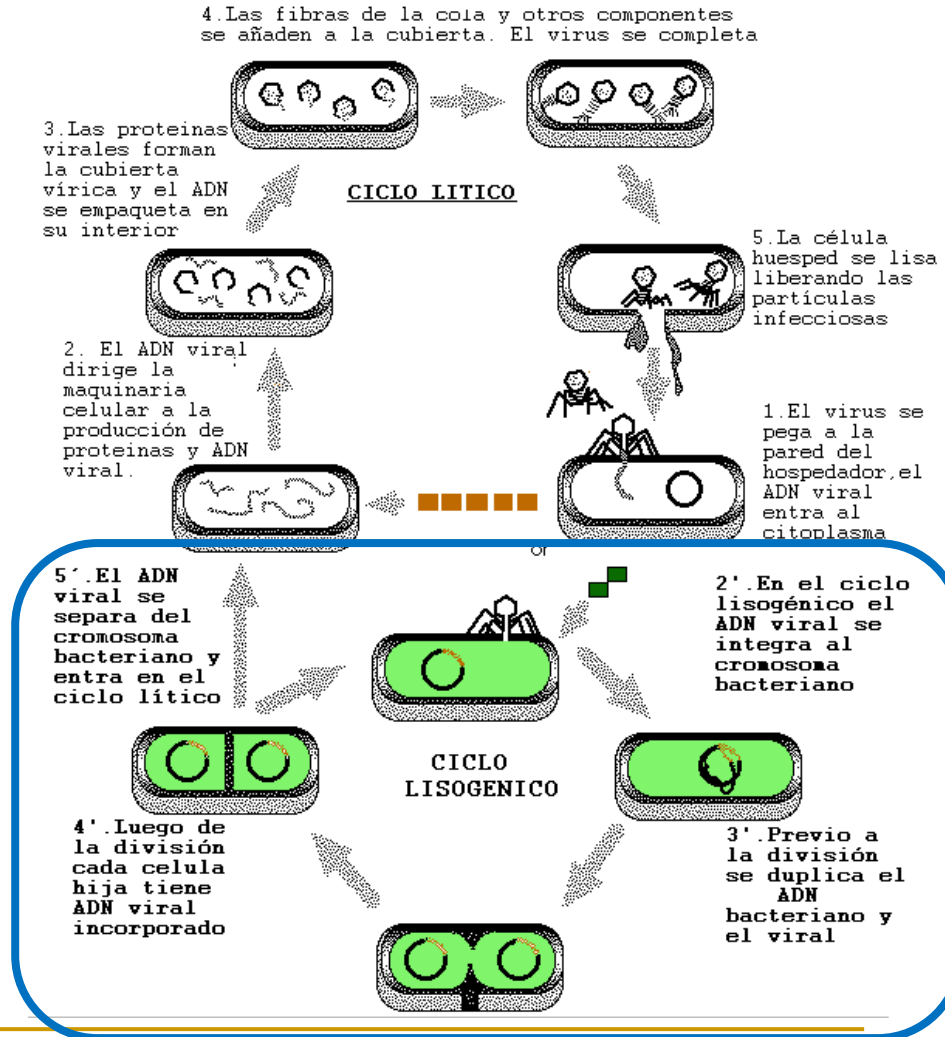 4.Las fibras de la cola y otros componentes
se añaden a la cubierta. El virus se completa
3.Las proteinas
virales forman
la cubierta
vírica y el ADN
se empaqueta en
su interior
CICLO LITICO
5.La célula
huesped se lisa
liberando las
partículas
infecciosas
2. El ADN viral
dirige la
maquinaria
celular a la
producción de
proteinas y ADN
viral.
1.El virus se
pega a la
pared del
hospedador,el
ADN viral
entra al
citoplasma
or
5´.El ADN
viral se
separa del
cromosoma
bacteriano y
entra en el
ciclo lítico
2'.En el ciclo
lisogénico el
ADN viral se
integra al
cromosoma
bacteriano
CICLO
LISOGENICO
4'.Luego de
la división
cada celula
hija tiene
ADN viral
incorporado
3'.Previo a
la división
se duplica el
ADN
bacteriano y
el viral